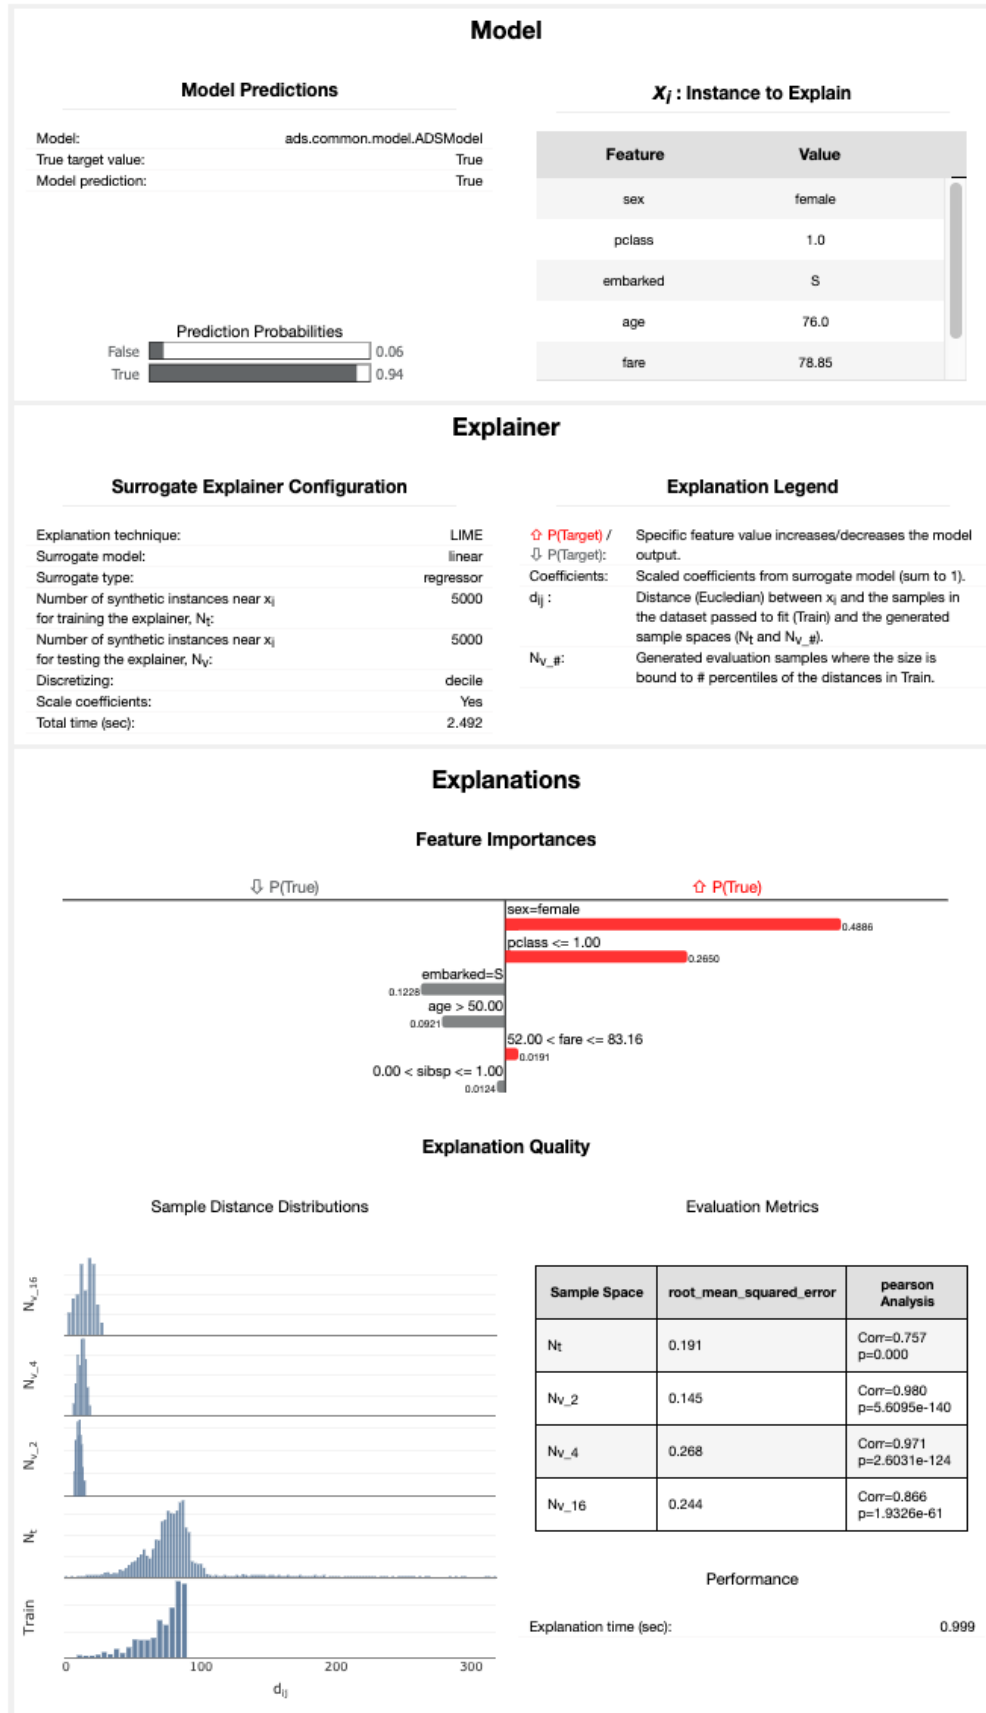 Model
Model Predictions
Model: ads.common.model.ADSModel
True target value: True
Model prediction: True
Prediction Probabilities
False 0.06
True 0.94
xᵢ : Instance to Explain
Feature Value
sex female
pclass 1.0
embarked S
age 76.0
fare 78.85
Explainer
Surrogate Explainer Configuration
Explanation technique: LIME
Surrogate model: linear
Surrogate type: regressor
Number of synthetic instances near xᵢ 5000
for training the explainer, Nₜ:
Number of synthetic instances near xᵢ 5000
for testing the explainer, Nᵥ:
Discretizing: decile
Scale coefficients: Yes
Total time (sec): 2.492
Explanation Legend
⇧ P(Target) / Specific feature value increases/decreases the model
⇩ P(Target): output.
Coefficients: Scaled coefficients from surrogate model (sum to 1).
dᵢⱼ : Distance (Eucledian) between xᵢ and the samples in
the dataset passed to fit (Train) and the generated
sample spaces (Nₜ and Nᵥ_#).
Nᵥ_#: Generated evaluation samples where the size is
bound to # percentiles of the distances in Train.
Explanations
Feature Importances
⇩ P(True) ⇧ P(True)
sex=female
0.4886
pclass <= 1.00
0.2650
embarked=S
0.1228
age > 50.00
0.0921
52.00 < fare <= 83.16
0.0191
0.00 < sibsp <= 1.00
0.0124
Explanation Quality
Sample Distance Distributions
Nv_16
Nv_4
Nv_2
Nt
Train
0 100 200 300
dij
Evaluation Metrics
Sample Space root_mean_squared_error pearson
Analysis
Nt 0.191 Corr=0.757
p=0.000
Nv_2 0.145 Corr=0.980
p=5.6095e-140
Nv_4 0.268 Corr=0.971
p=2.6031e-124
Nv_16 0.244 Corr=0.866
p=1.9326e-61
Performance
Explanation time (sec): 0.999